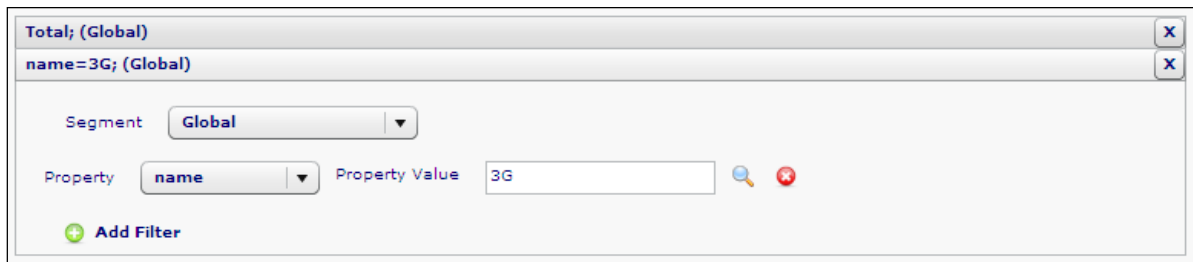 Total; (Global) X
name=3G; (Global) X
Segment Global
Property name Property Value 3G
Add Filter